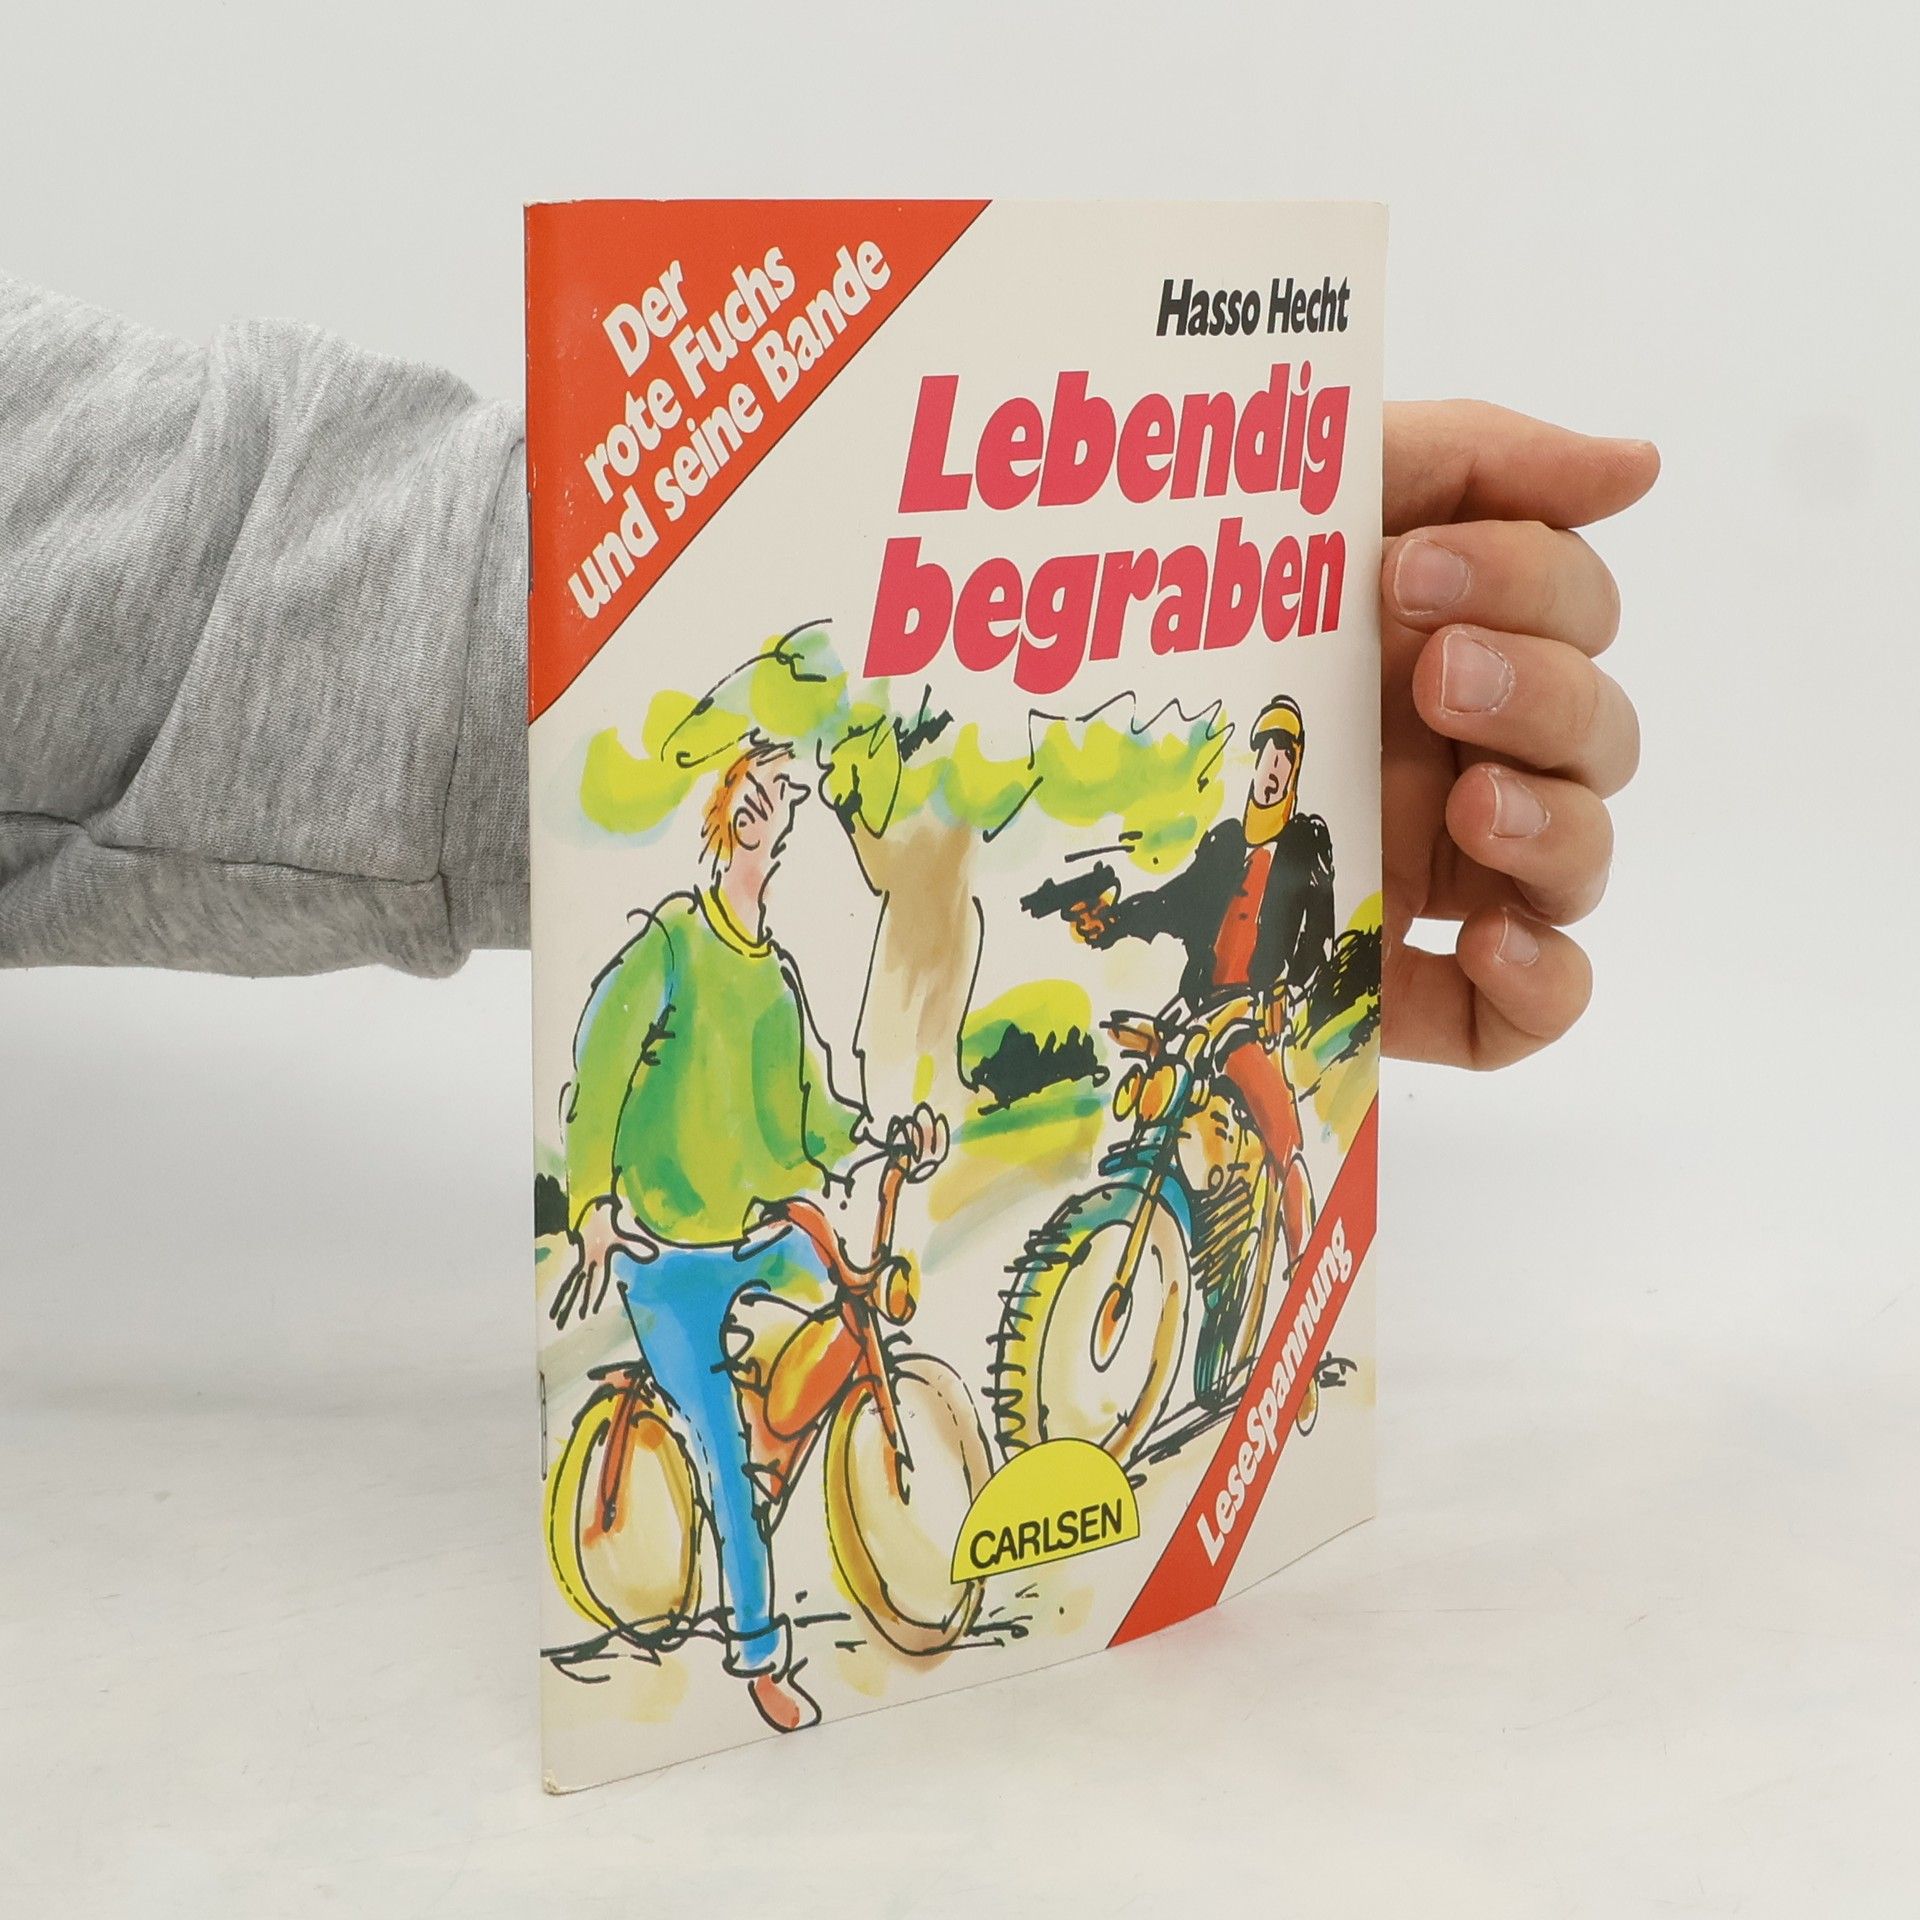 Der
rote Fuchs
und seine Bande
Hasso Hecht
Lebendig
begraben
CARLSEN
LeseSpannung